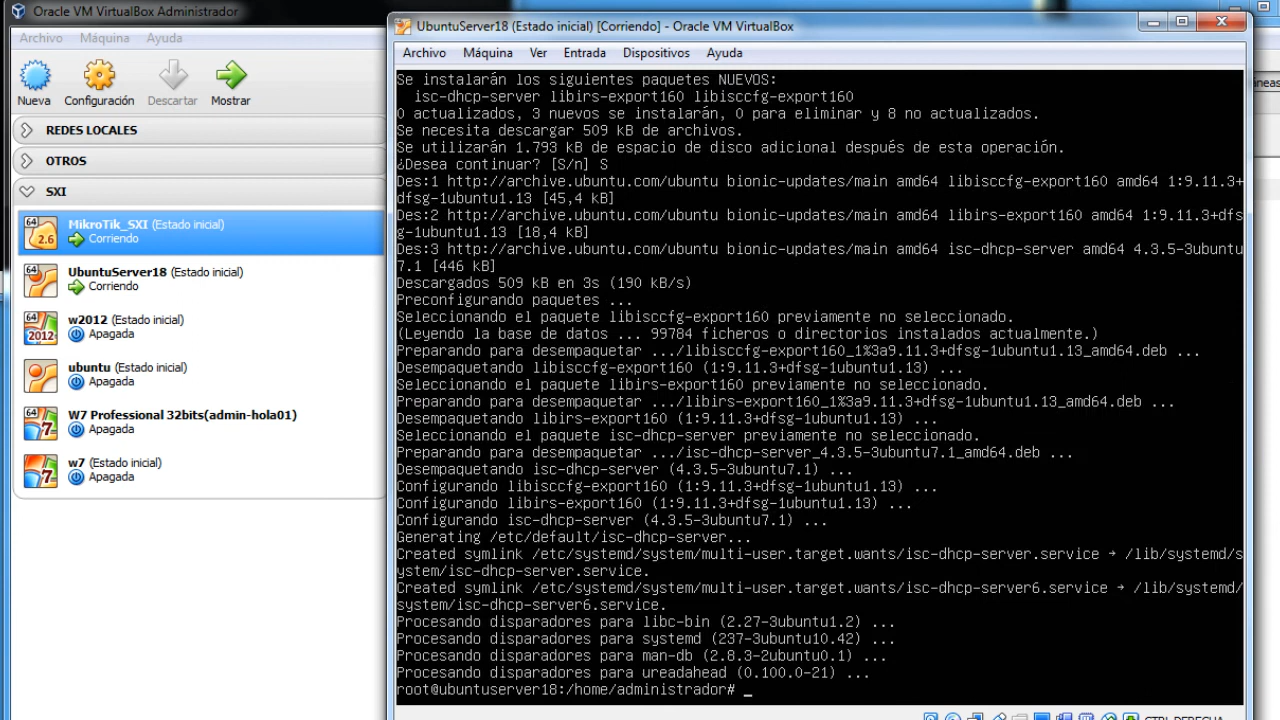 Oracle VM VirtualBox Administrador
Archivo Máquina Ayuda
Nueva Configuración Descartar Mostrar
REDES LOCALES
OTROS
SXI
64
2.6
MikroTik_SXI (Estado inicial)
Corriendo
64
UbuntuServer18 (Estado inicial)
Corriendo
64
2012
w2012 (Estado inicial)
Apagada
ubuntu (Estado inicial)
Apagada
64
7
W7 Professional 32bits(admin-hola01)
Apagada
7
w7 (Estado inicial)
Apagada
UbuntuServer18 (Estado inicial) [Corriendo] - Oracle VM VirtualBox
Archivo Máquina Ver Entrada Dispositivos Ayuda
Se instalarán los siguientes paquetes NUEVOS:
isc-dhcp-server libirs-export160 libisccfg-export160
0 actualizados, 3 nuevos se instalarán, 0 para eliminar y 8 no actualizados.
Se necesita descargar 509 kB de archivos.
Se utilizarán 1.793 kB de espacio de disco adicional después de esta operación.
¿Desea continuar? [S/n] S
Des:1 http://archive.ubuntu.com/ubuntu bionic-updates/main amd64 libisccfg-export160 amd64 1:9.11.3+
dfsg-1ubuntu1.13 [45,4 kB]
Des:2 http://archive.ubuntu.com/ubuntu bionic-updates/main amd64 libirs-export160 amd64 1:9.11.3+dfs
g-1ubuntu1.13 [18,4 kB]
Des:3 http://archive.ubuntu.com/ubuntu bionic-updates/main amd64 isc-dhcp-server amd64 4.3.5-3ubuntu
7.1 [446 kB]
Descargados 509 kB en 3s (190 kB/s)
Preconfigurando paquetes ...
Seleccionando el paquete libisccfg-export160 previamente no seleccionado.
(Leyendo la base de datos ... 99784 ficheros o directorios instalados actualmente.)
Preparando para desempaquetar .../libisccfg-export160_1%3a9.11.3+dfsg-1ubuntu1.13_amd64.deb ...
Desempaquetando libisccfg-export160 (1:9.11.3+dfsg-1ubuntu1.13) ...
Seleccionando el paquete libirs-export160 previamente no seleccionado.
Preparando para desempaquetar .../libirs-export160_1%3a9.11.3+dfsg-1ubuntu1.13_amd64.deb ...
Desempaquetando libirs-export160 (1:9.11.3+dfsg-1ubuntu1.13) ...
Seleccionando el paquete isc-dhcp-server previamente no seleccionado.
Preparando para desempaquetar .../isc-dhcp-server_4.3.5-3ubuntu7.1_amd64.deb ...
Desempaquetando isc-dhcp-server (4.3.5-3ubuntu7.1) ...
Configurando libisccfg-export160 (1:9.11.3+dfsg-1ubuntu1.13) ...
Configurando libirs-export160 (1:9.11.3+dfsg-1ubuntu1.13) ...
Configurando isc-dhcp-server (4.3.5-3ubuntu7.1) ...
Generating /etc/default/isc-dhcp-server...
Created symlink /etc/systemd/system/multi-user.target.wants/isc-dhcp-server.service → /lib/systemd/s
ystem/isc-dhcp-server.service.
Created symlink /etc/systemd/system/multi-user.target.wants/isc-dhcp-server6.service → /lib/systemd/
system/isc-dhcp-server6.service.
Procesando disparadores para libc-bin (2.27-3ubuntu1.2) ...
Procesando disparadores para systemd (237-3ubuntu10.42) ...
Procesando disparadores para man-db (2.8.3-2ubuntu0.1) ...
Procesando disparadores para ureadahead (0.100.0-21) ...
root@ubuntuserver18:/home/administrador# _
CTRL DERECHA